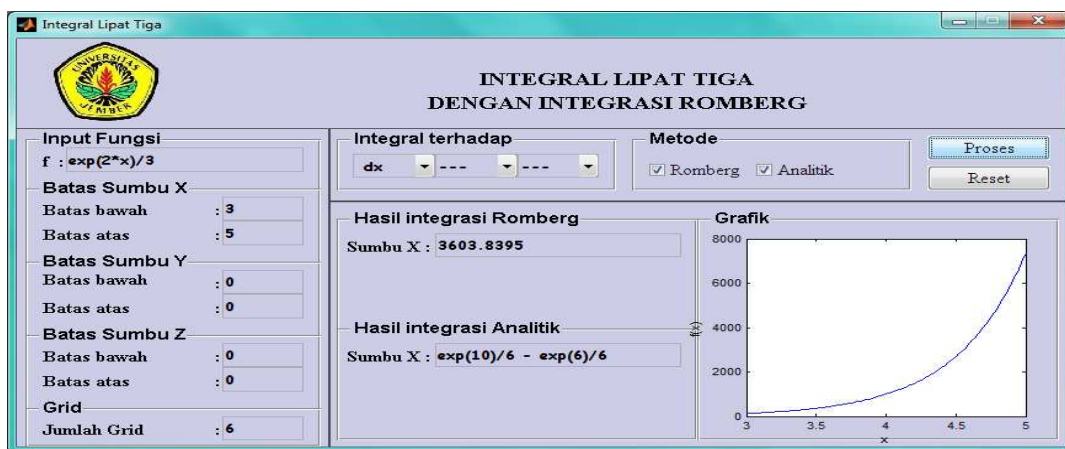 Integral Lipat Tiga
UNIVERSITAS
JEMBER
INTEGRAL LIPAT TIGA
DENGAN INTEGRASI ROMBERG
Input Fungsi
f : exp(2*x)/3
Batas Sumbu X
Batas bawah : 3
Batas atas : 5
Batas Sumbu Y
Batas bawah : 0
Batas atas : 0
Batas Sumbu Z
Batas bawah : 0
Batas atas : 0
Grid
Jumlah Grid : 6
Integral terhadap
dx --- ---
Metode
Romberg Analitik
Proses
Reset
Hasil integrasi Romberg
Sumbu X : 3603.8395
Hasil integrasi Analitik
Sumbu X : exp(10)/6 - exp(6)/6
Grafik
8000
6000
4000
2000
0
f(x)
3 3.5 4 4.5 5
x